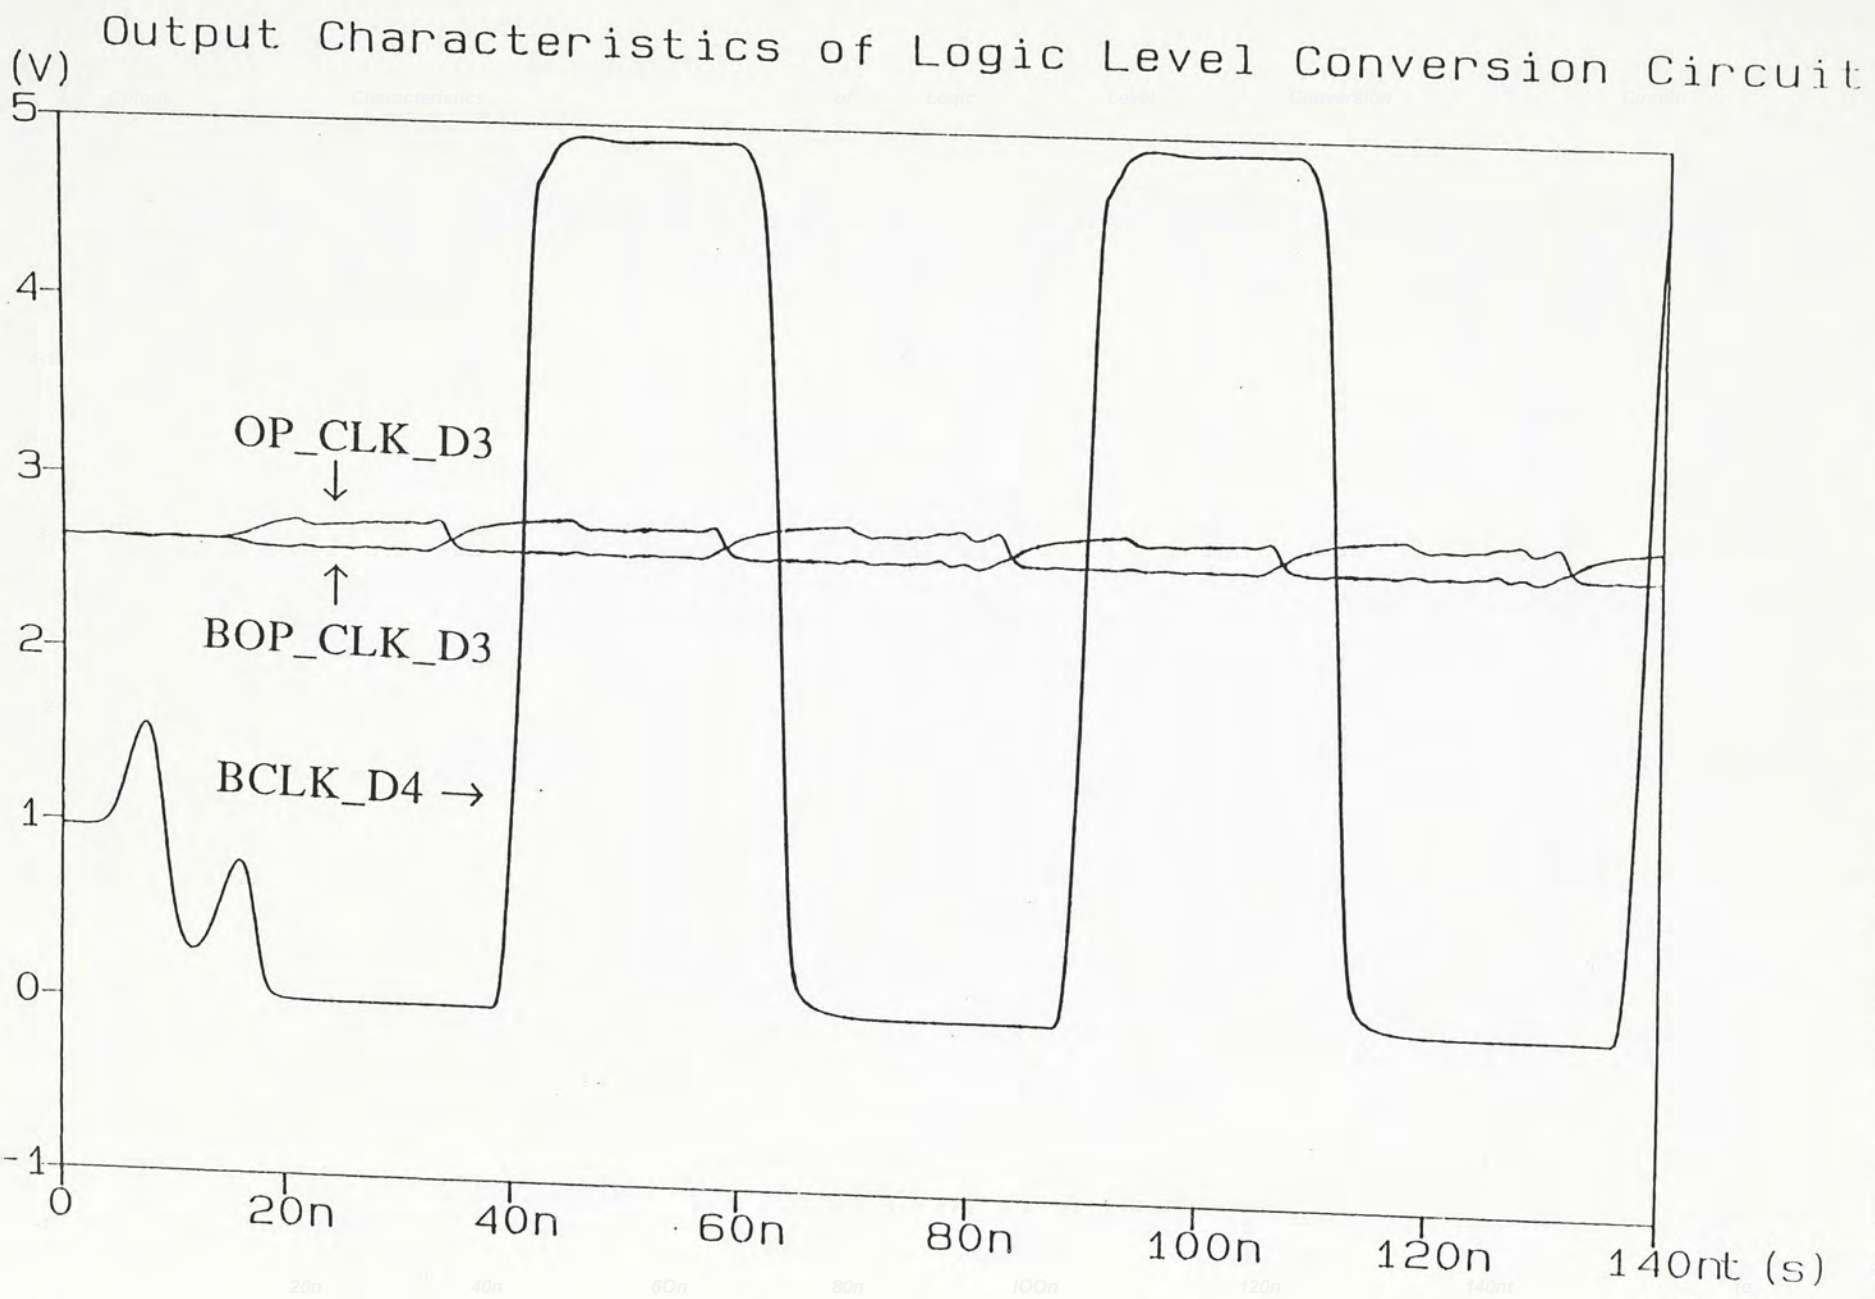 Output Characteristics of Logic Level Conversion Circuit
(V)
5
4
3
2
1
0
-1
OP_CLK_D3
↓
↑
BOP_CLK_D3
BCLK_D4 →
0 20n 40n 60n 80n 100n 120n 140nt (s)